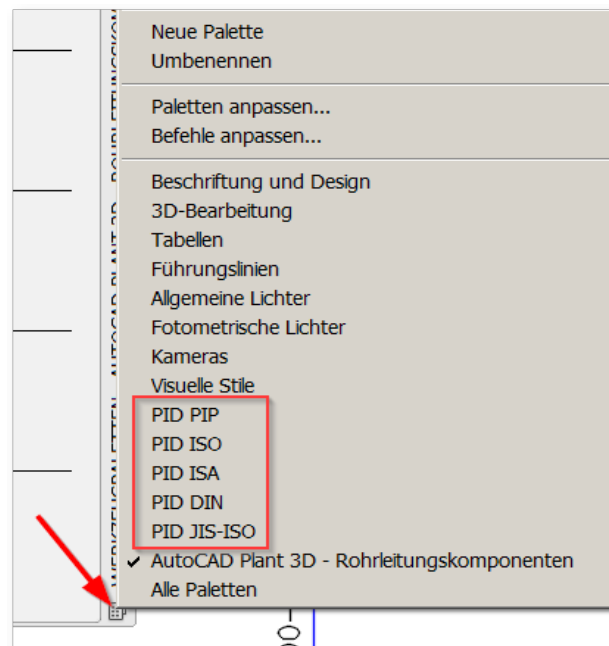 Neue Palette
Umbenennen
Paletten anpassen...
Befehle anpassen...
Beschriftung und Design
3D-Bearbeitung
Tabellen
Führungslinien
Allgemeine Lichter
Fotometrische Lichter
Kameras
Visuelle Stile
PID PIP
PID ISO
PID ISA
PID DIN
PID JIS-ISO
AutoCAD Plant 3D - Rohrleitungskomponenten
Alle Paletten